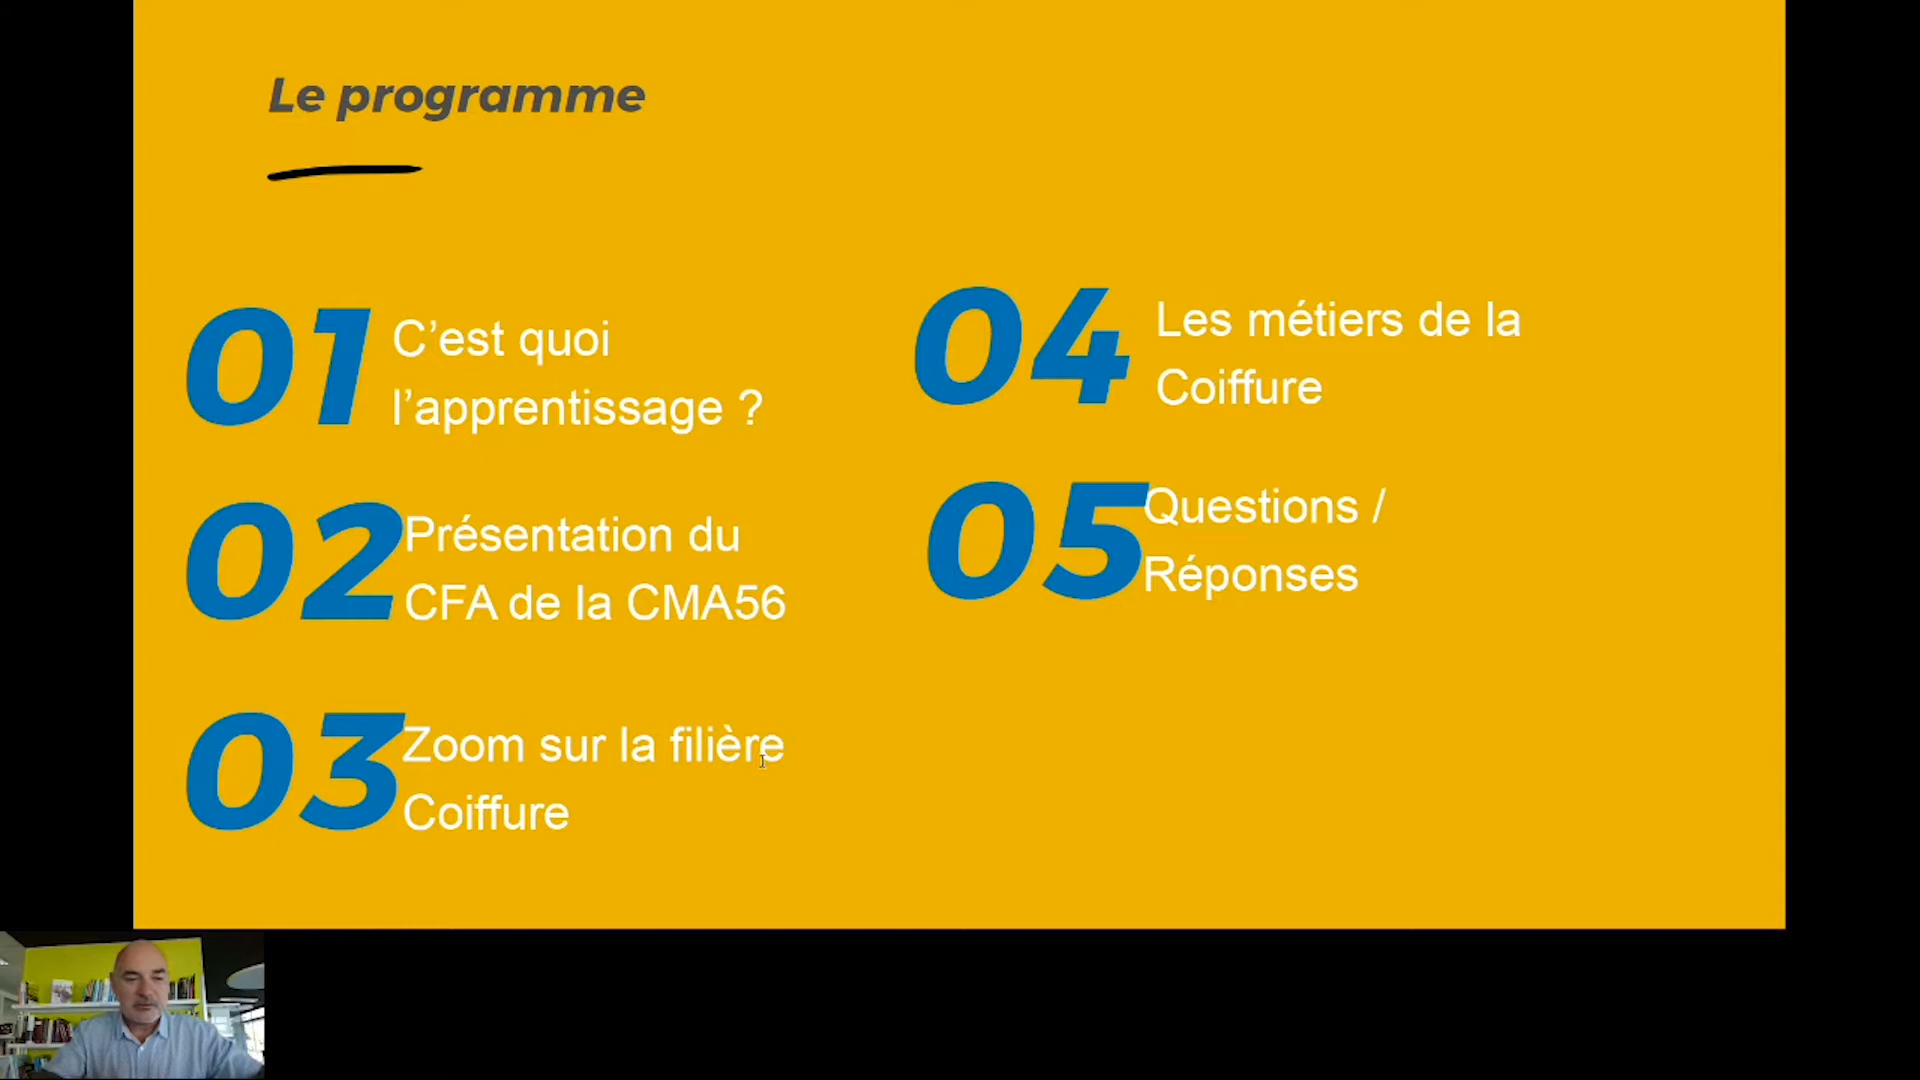 Le programme
01
C’est quoi
l’apprentissage ?
02
Présentation du
CFA de la CMA56
03
Zoom sur la filière
Coiffure
04
Les métiers de la
Coiffure
05
Questions /
Réponses